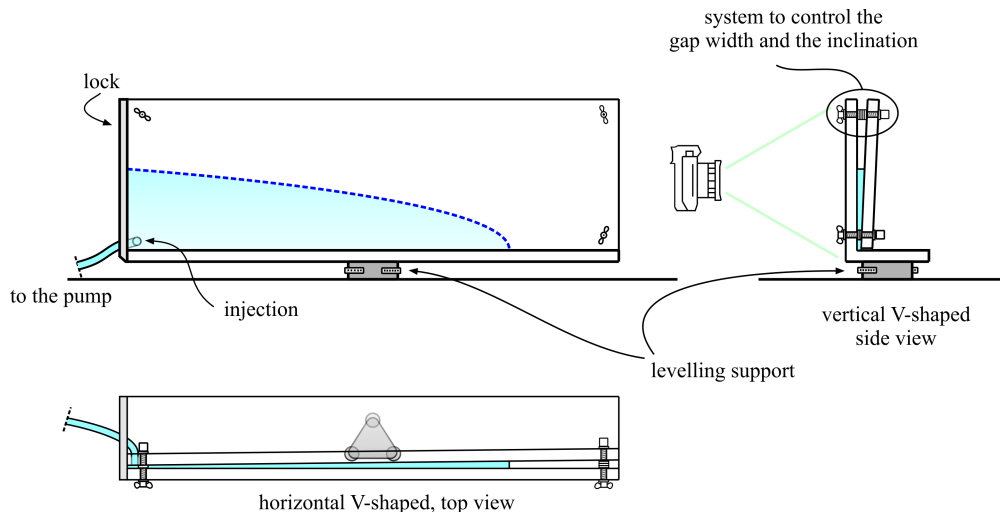 system to control the
gap width and the inclination
lock
to the pump
injection
vertical V-shaped
side view
levelling support
horizontal V-shaped, top view